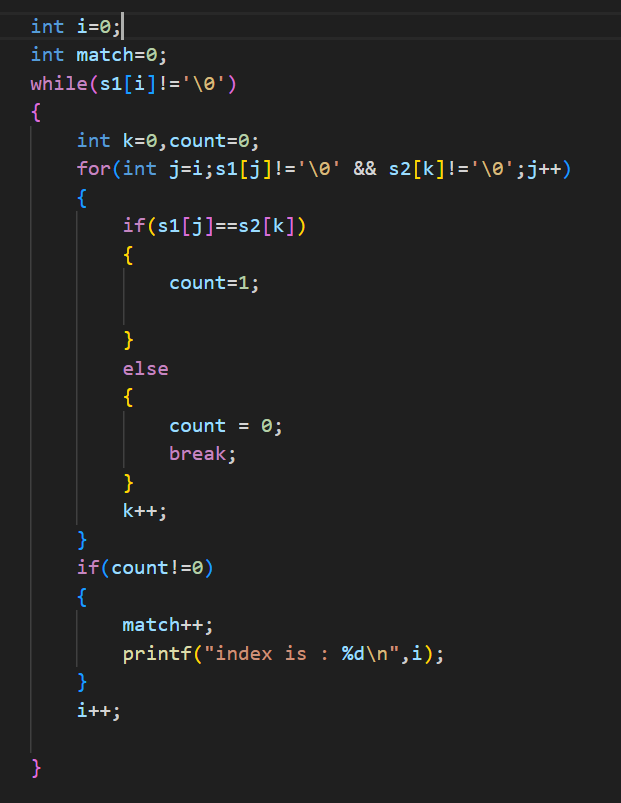 int i=0;
int match=0;
while(s1[i]!='\0')
{
    int k=0,count=0;
    for(int j=i;s1[j]!='\0' && s2[k]!='\0';j++)
    {
        if(s1[j]==s2[k])
        {
            count=1;
        }
        else
        {
            count = 0;
            break;
        }
        k++;
    }
    if(count!=0)
    {
        match++;
        printf("index is : %d\n",i);
    }
    i++;
}